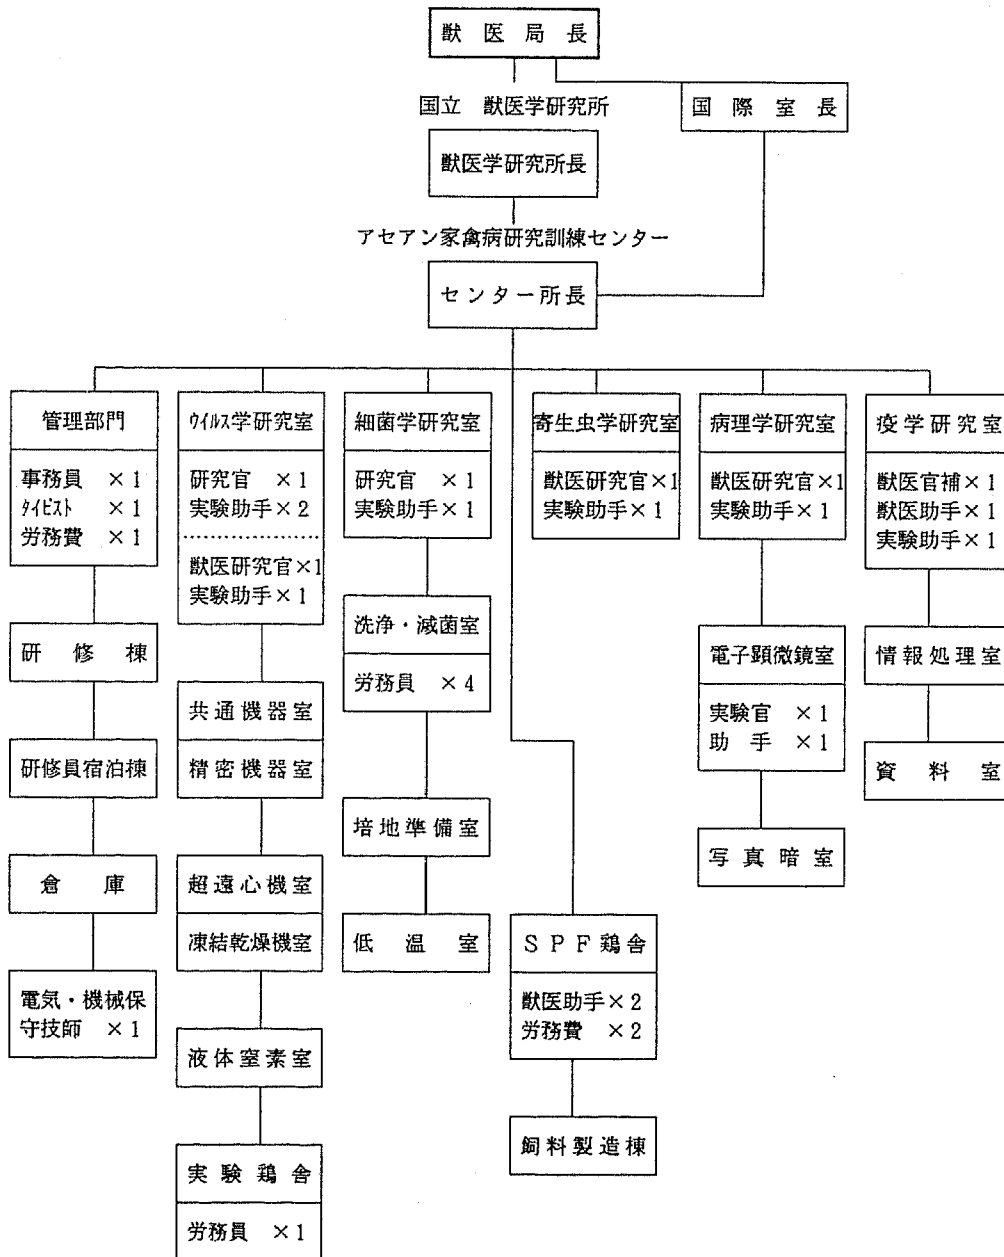 獣医局長
国立 獣医学研究所
国際室長
獣医学研究所長
アセアン家禽病研究訓練センター
センター所長
管理部門
事務員 ×1
タイピスト ×1
労務費 ×1
研修棟
研修員宿泊棟
倉庫
電気・機械保
守技師 ×1
ウイルス学研究室
研究官 ×1
実験助手×2
獣医研究官×1
実験助手×1
共通機器室
精密機器室
超遠心機室
凍結乾燥機室
液体窒素室
実験鶏舎
労務員 ×1
細菌学研究室
研究官 ×1
実験助手×1
洗浄・滅菌室
労務員 ×4
培地準備室
低温室
寄生虫学研究室
獣医研究官×1
実験助手×1
SPF鶏舎
獣医助手×2
労務費 ×2
飼料製造棟
病理学研究室
獣医研究官×1
実験助手×1
電子顕微鏡室
実験官 ×1
助手 ×1
写真暗室
疫学研究室
獣医官補×1
獣医助手×1
実験助手×1
情報処理室
資料室